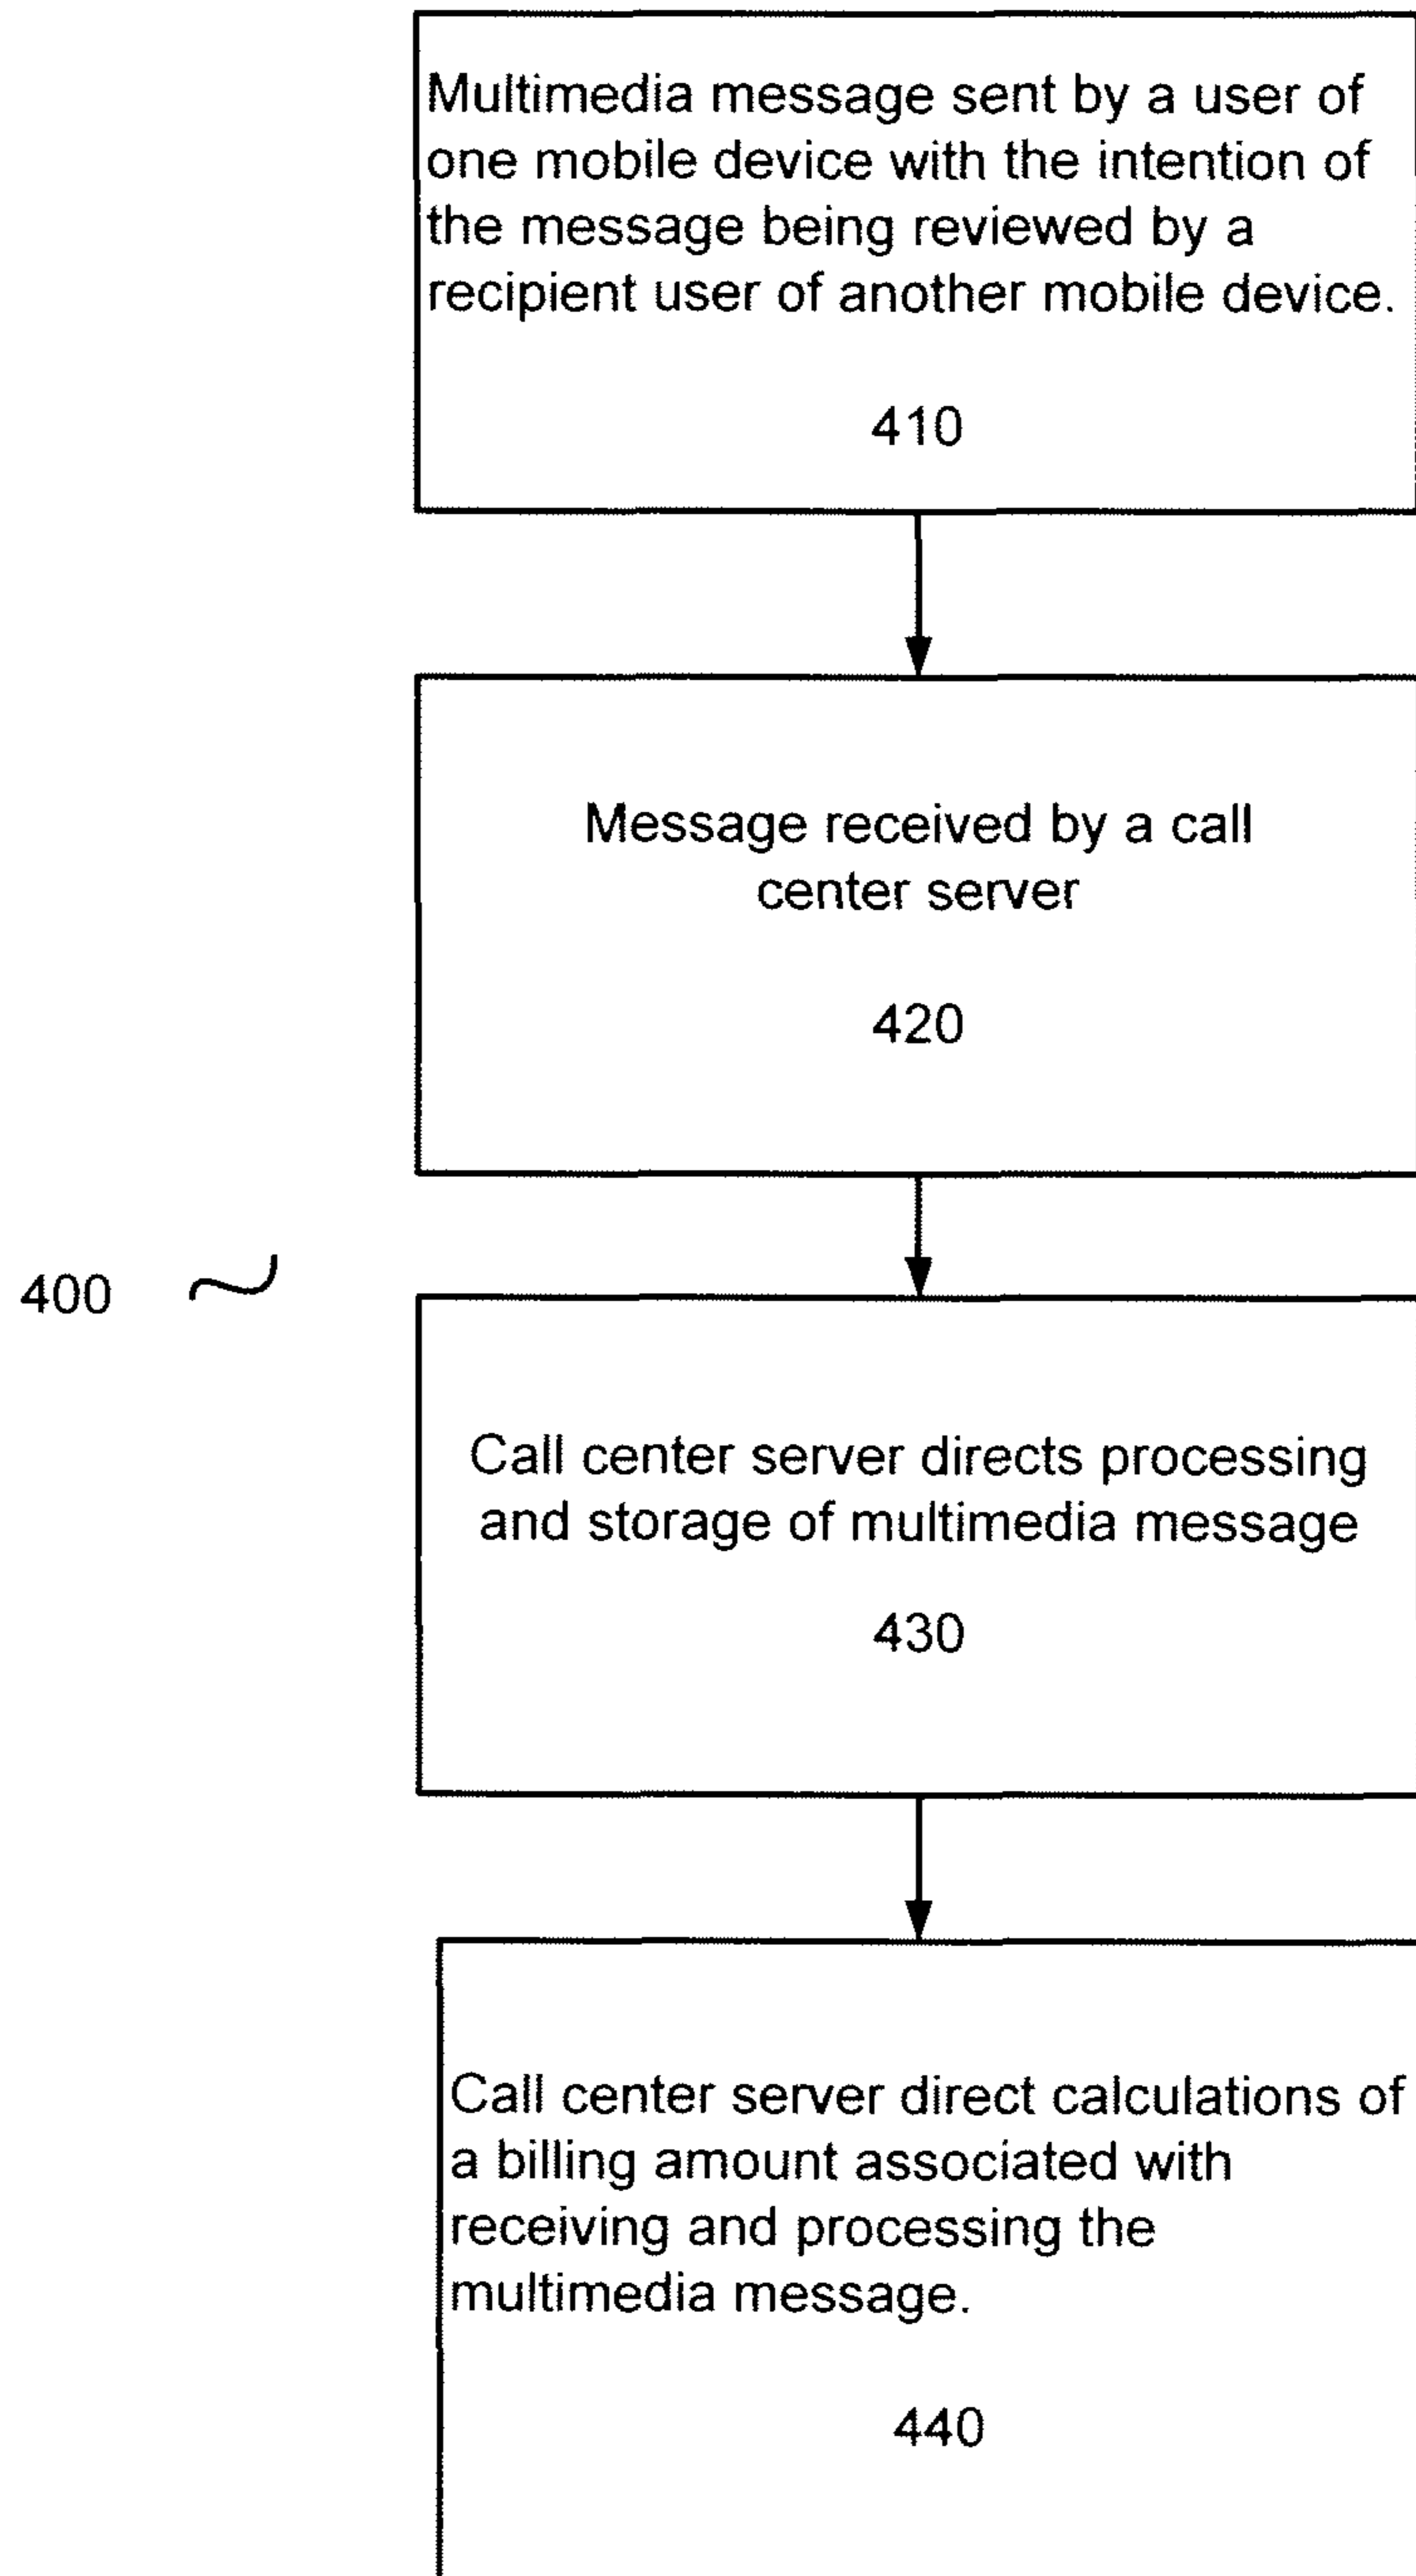 Multimedia message sent by a user of
one mobile device with the intention of
the message being reviewed by a
recipient user of another mobile device.
410
Message received by a call
center server
420
400
Call center server directs processing
and storage of multimedia message
430
Call center server direct calculations of
a billing amount associated with
receiving and processing the
multimedia message.
440